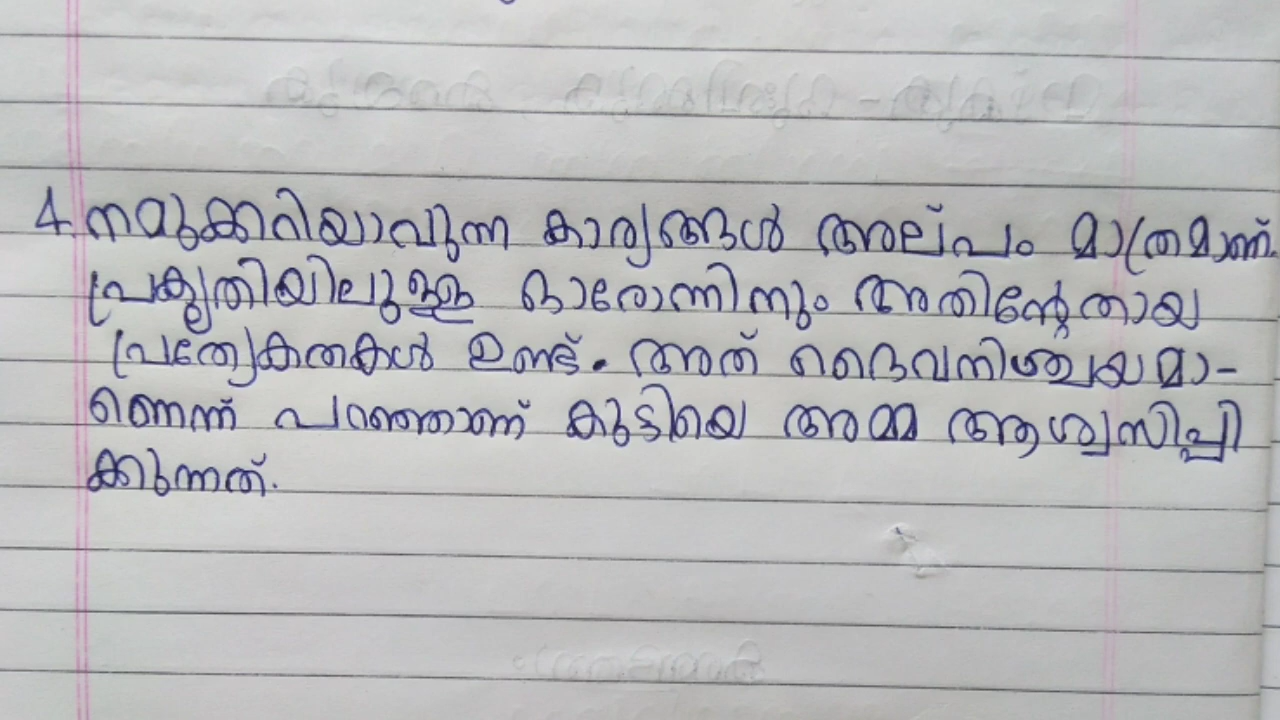 4. നമുക്കറിയാവുന്ന കാര്യങ്ങൾ അല്പം മാത്രമാണ്.
പ്രകൃതിയിലുള്ള ഓരോന്നിനും അതിന്റേതായ
പ്രത്യേകതകൾ ഉണ്ട്. അത് ദൈവനിശ്ചയമാ-
ണെന്ന് പറഞ്ഞാണ് കുട്ടിയെ അമ്മ ആശ്വസിപ്പി
ക്കുന്നത്.